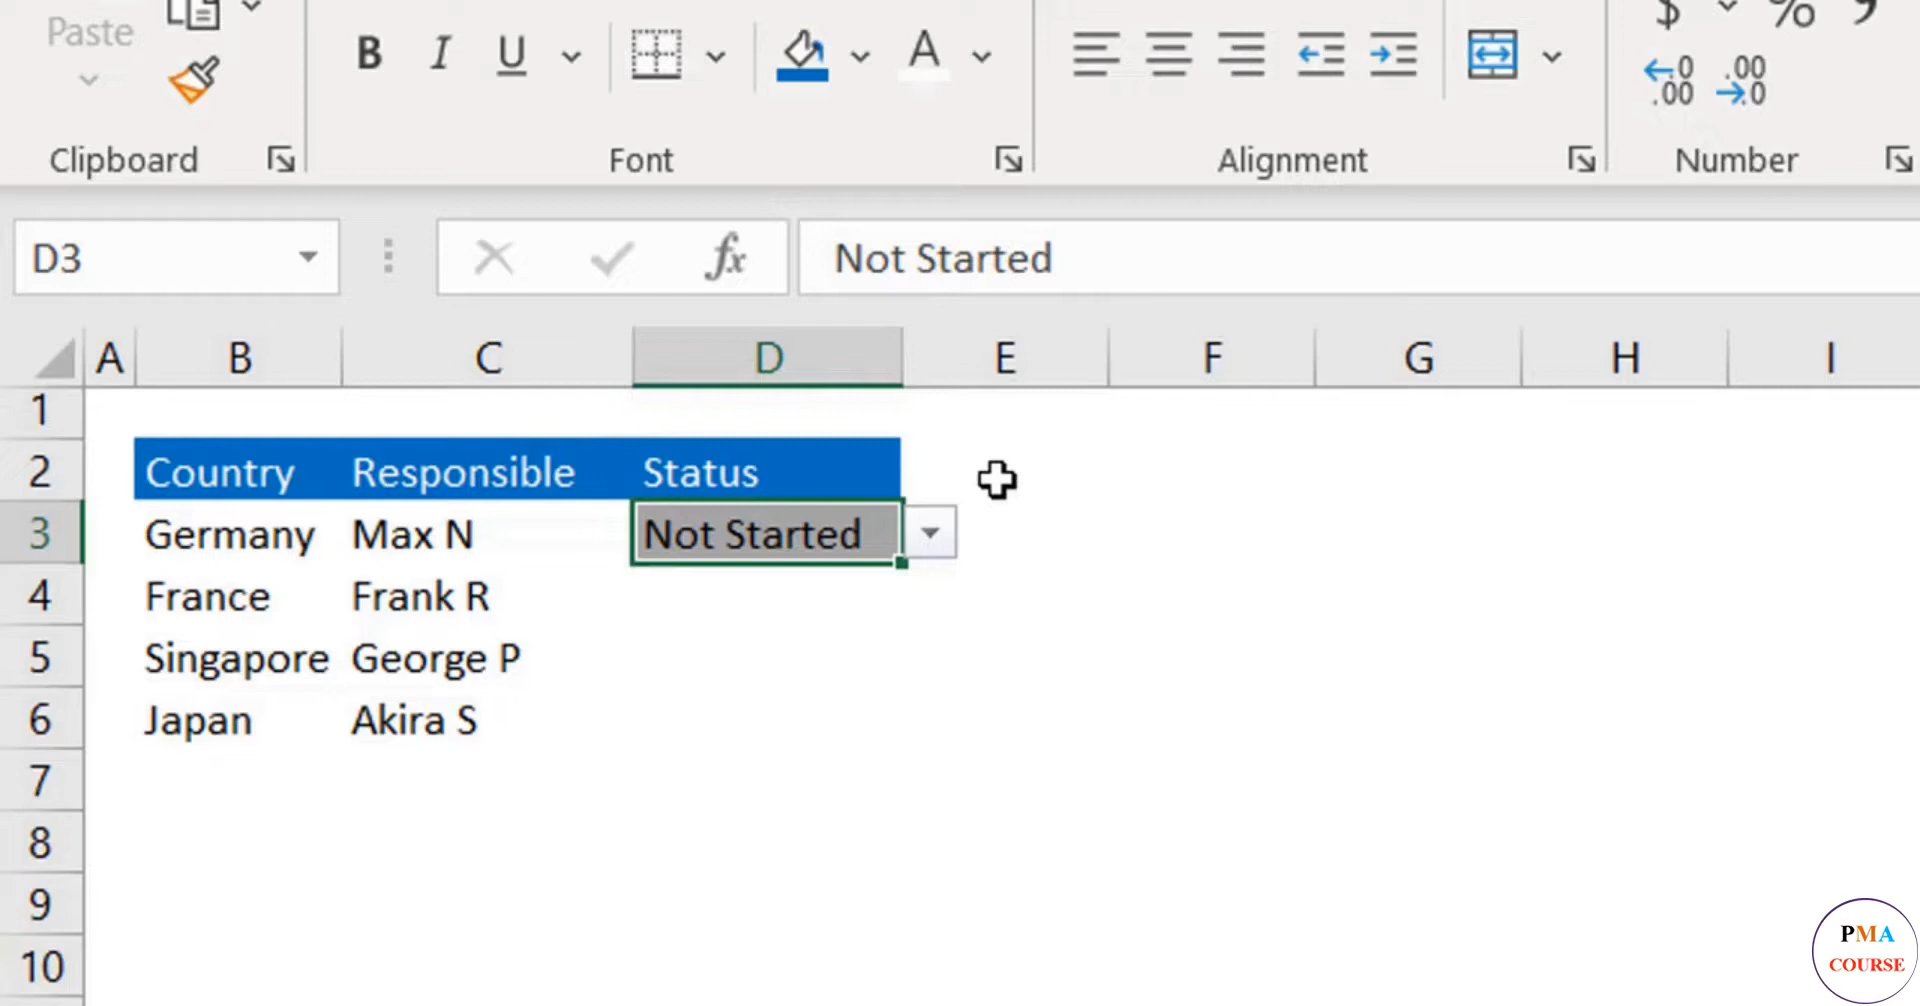 Paste
$ % 9
B I U A
←0 .00
.00 →.0
Clipboard Font Alignment Number
D3 fx Not Started
A B C D E F G H I
1
2 Country Responsible Status
3 Germany Max N Not Started
4 France Frank R
5 Singapore George P
6 Japan Akira S
7
8
9
10
PMA
COURSE